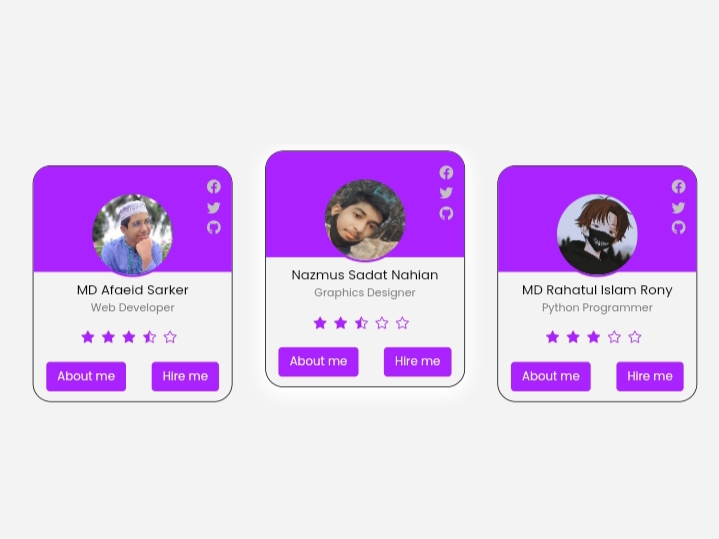 MD Afaeid Sarker
Web Developer
About me
Hire me
Nazmus Sadat Nahian
Graphics Designer
About me
Hire me
MD Rahatul Islam Rony
Python Programmer
About me
Hire me